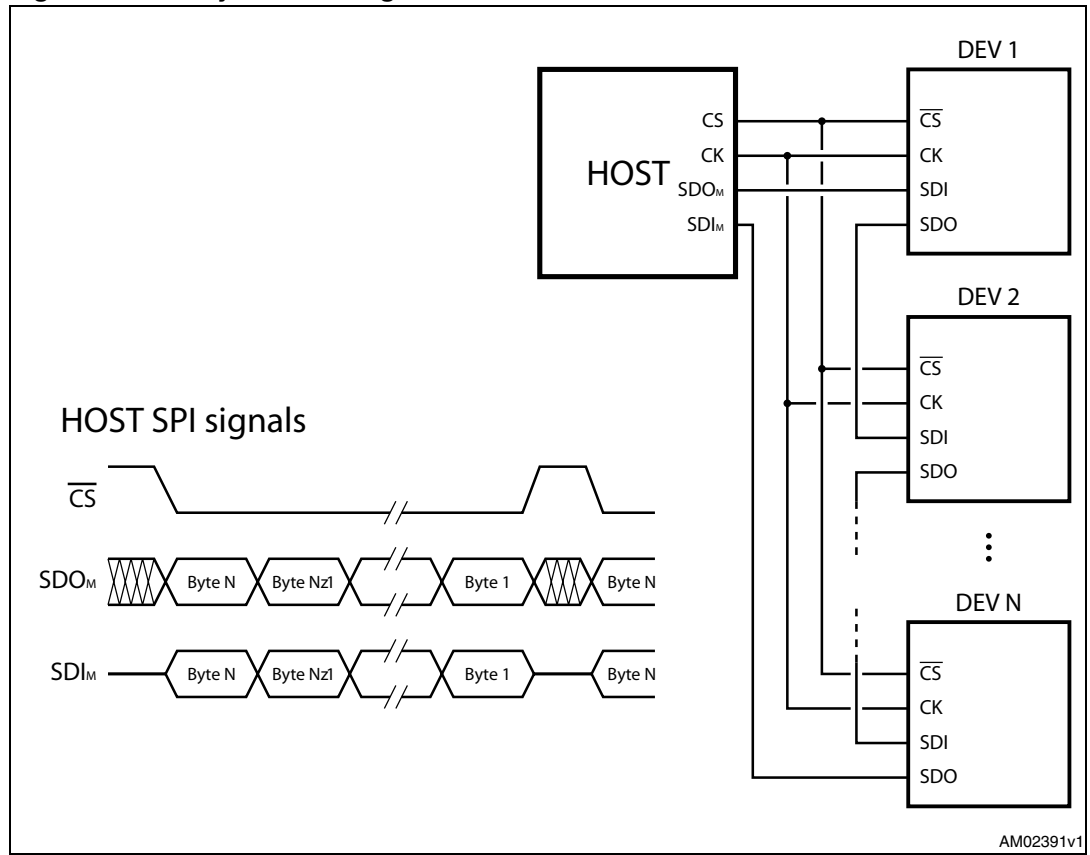 DEV 1
CS
CK
HOST
SDOM
SDIM
CS
CK
SDI
SDO
DEV 2
CS
CK
SDI
SDO
HOST SPI signals
CS
SDOM
Byte N
Byte Nz1
Byte 1
Byte N
SDIM
Byte N
Byte Nz1
Byte 1
Byte N
DEV N
CS
CK
SDI
SDO
AM02391v1